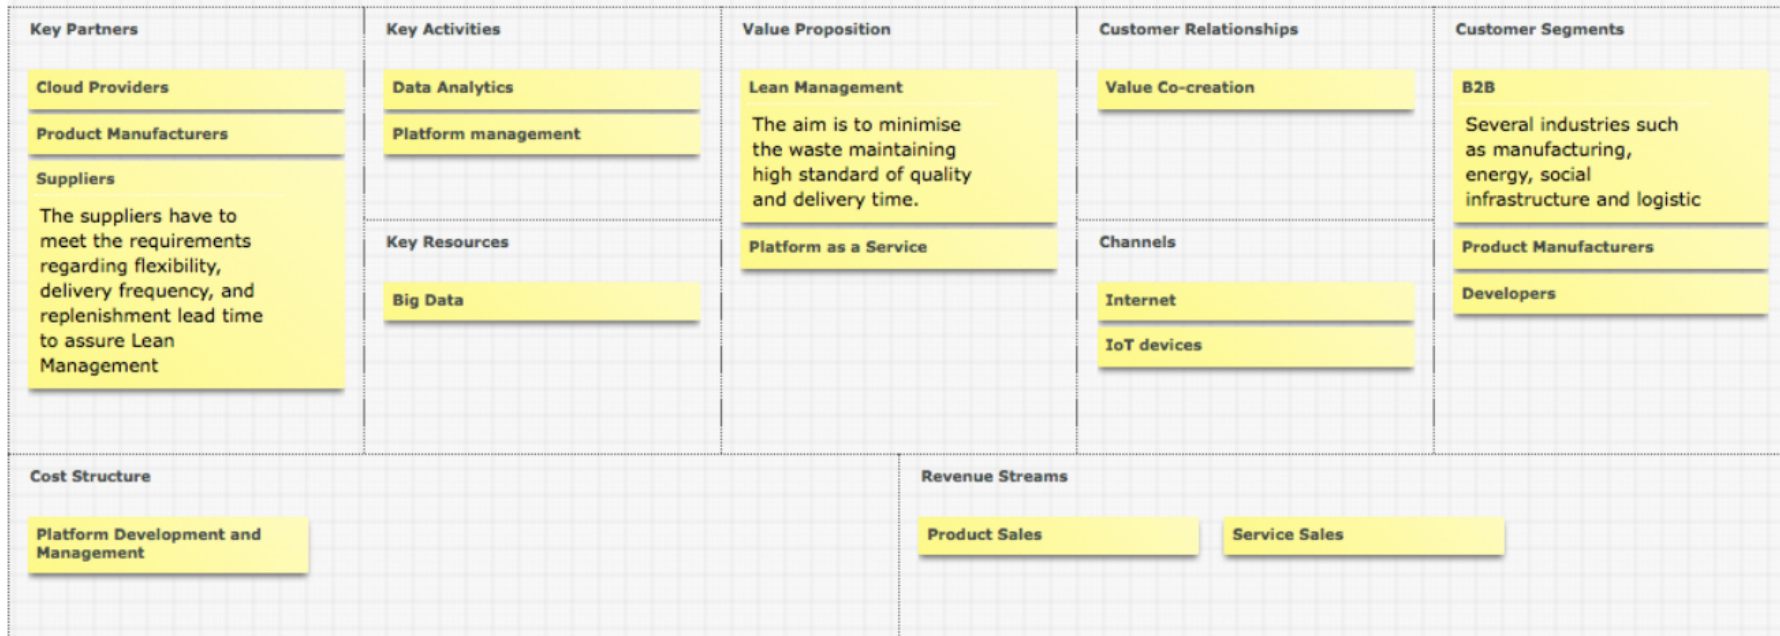 Key Partners
Cloud Providers
Product Manufacturers
Suppliers
The suppliers have to
meet the requirements
regarding flexibility,
delivery frequency, and
replenishment lead time
to assure Lean
Management
Key Activities
Data Analytics
Platform management
Key Resources
Big Data
Value Proposition
Lean Management
The aim is to minimise
the waste maintaining
high standard of quality
and delivery time.
Platform as a Service
Customer Relationships
Value Co-creation
Channels
Internet
IoT devices
Customer Segments
B2B
Several industries such
as manufacturing,
energy, social
infrastructure and logistic
Product Manufacturers
Developers
Cost Structure
Platform Development and
Management
Revenue Streams
Product Sales
Service Sales